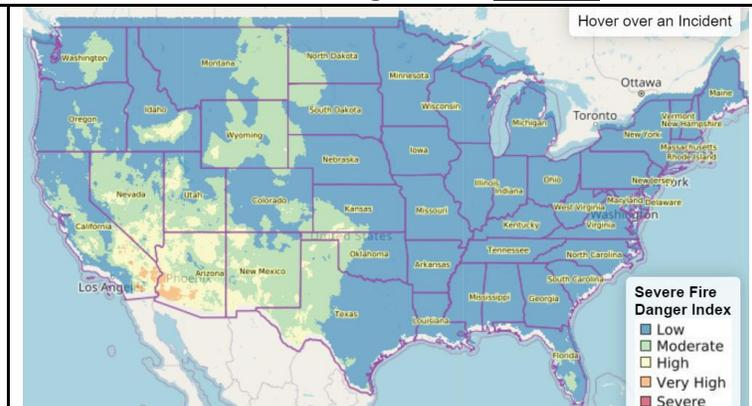 Hover over an Incident
Washington
Montana
North Dakota
Minnesota
Ottawa
Maine
Oregon
Idaho
South Dakota
Wisconsin
Michigan
Toronto
Vermont
New Hampshire
Wyoming
New York
Massachusetts
Rhode Island
Iowa
Nebraska
Nevada
Utah
Colorado
Illinois
Indiana
Ohio
New Jersey
York
Maryland
Delaware
Kansas
Missouri
West Virginia
Washington
Virginia
California
Kentucky
United States
Tennessee
North Carolina
Oklahoma
Arkansas
Phoenix
Arizona
New Mexico
South Carolina
Los Angeles
Mississippi
Georgia
Texas
Louisiana
Florida
Severe Fire
Danger Index
Low
Moderate
High
Very High
Severe